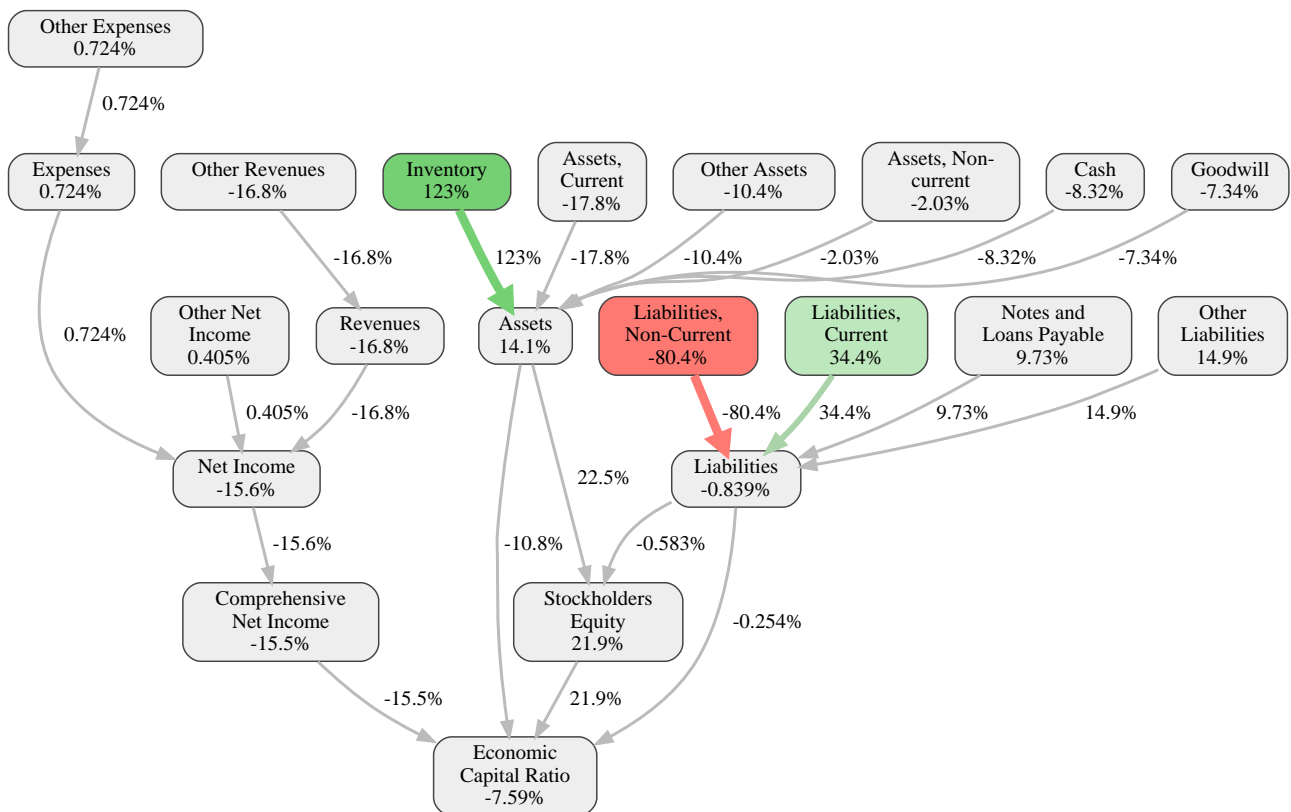 Other Expenses
0.724%
0.724%
Expenses
0.724%
Other Revenues
-16.8%
Inventory
123%
Assets,
Current
-17.8%
Other Assets
-10.4%
Assets, Non-
current
-2.03%
Cash
-8.32%
Goodwill
-7.34%
-16.8%
123%
-17.8%
-10.4%
-2.03%
-8.32%
-7.34%
0.724%
Other Net
Income
0.405%
Revenues
-16.8%
Assets
14.1%
Liabilities,
Non-Current
-80.4%
Liabilities,
Current
34.4%
Notes and
Loans Payable
9.73%
Other
Liabilities
14.9%
0.405%
-16.8%
-80.4%
34.4%
9.73%
14.9%
Net Income
-15.6%
22.5%
Liabilities
-0.839%
-15.6%
-10.8%
-0.583%
Comprehensive
Net Income
-15.5%
Stockholders
Equity
21.9%
-0.254%
-15.5%
21.9%
Economic
Capital Ratio
-7.59%